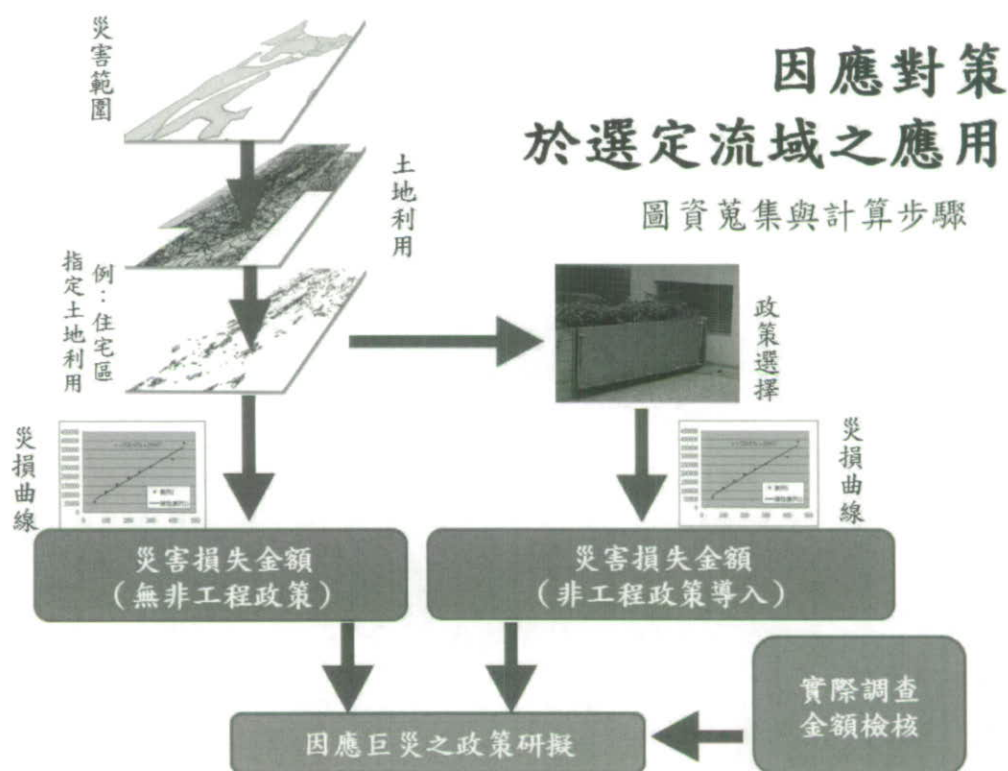 因應對策
於選定流域之應用
圖資蒐集與計算步驟
災害範圍
土地利用
指定土地利用
例：住宅區
政策選擇
災損曲線
災損曲線
災害損失金額
（無非工程政策）
災害損失金額
（非工程政策導入）
實際調查
金額檢核
因應巨災之政策研擬